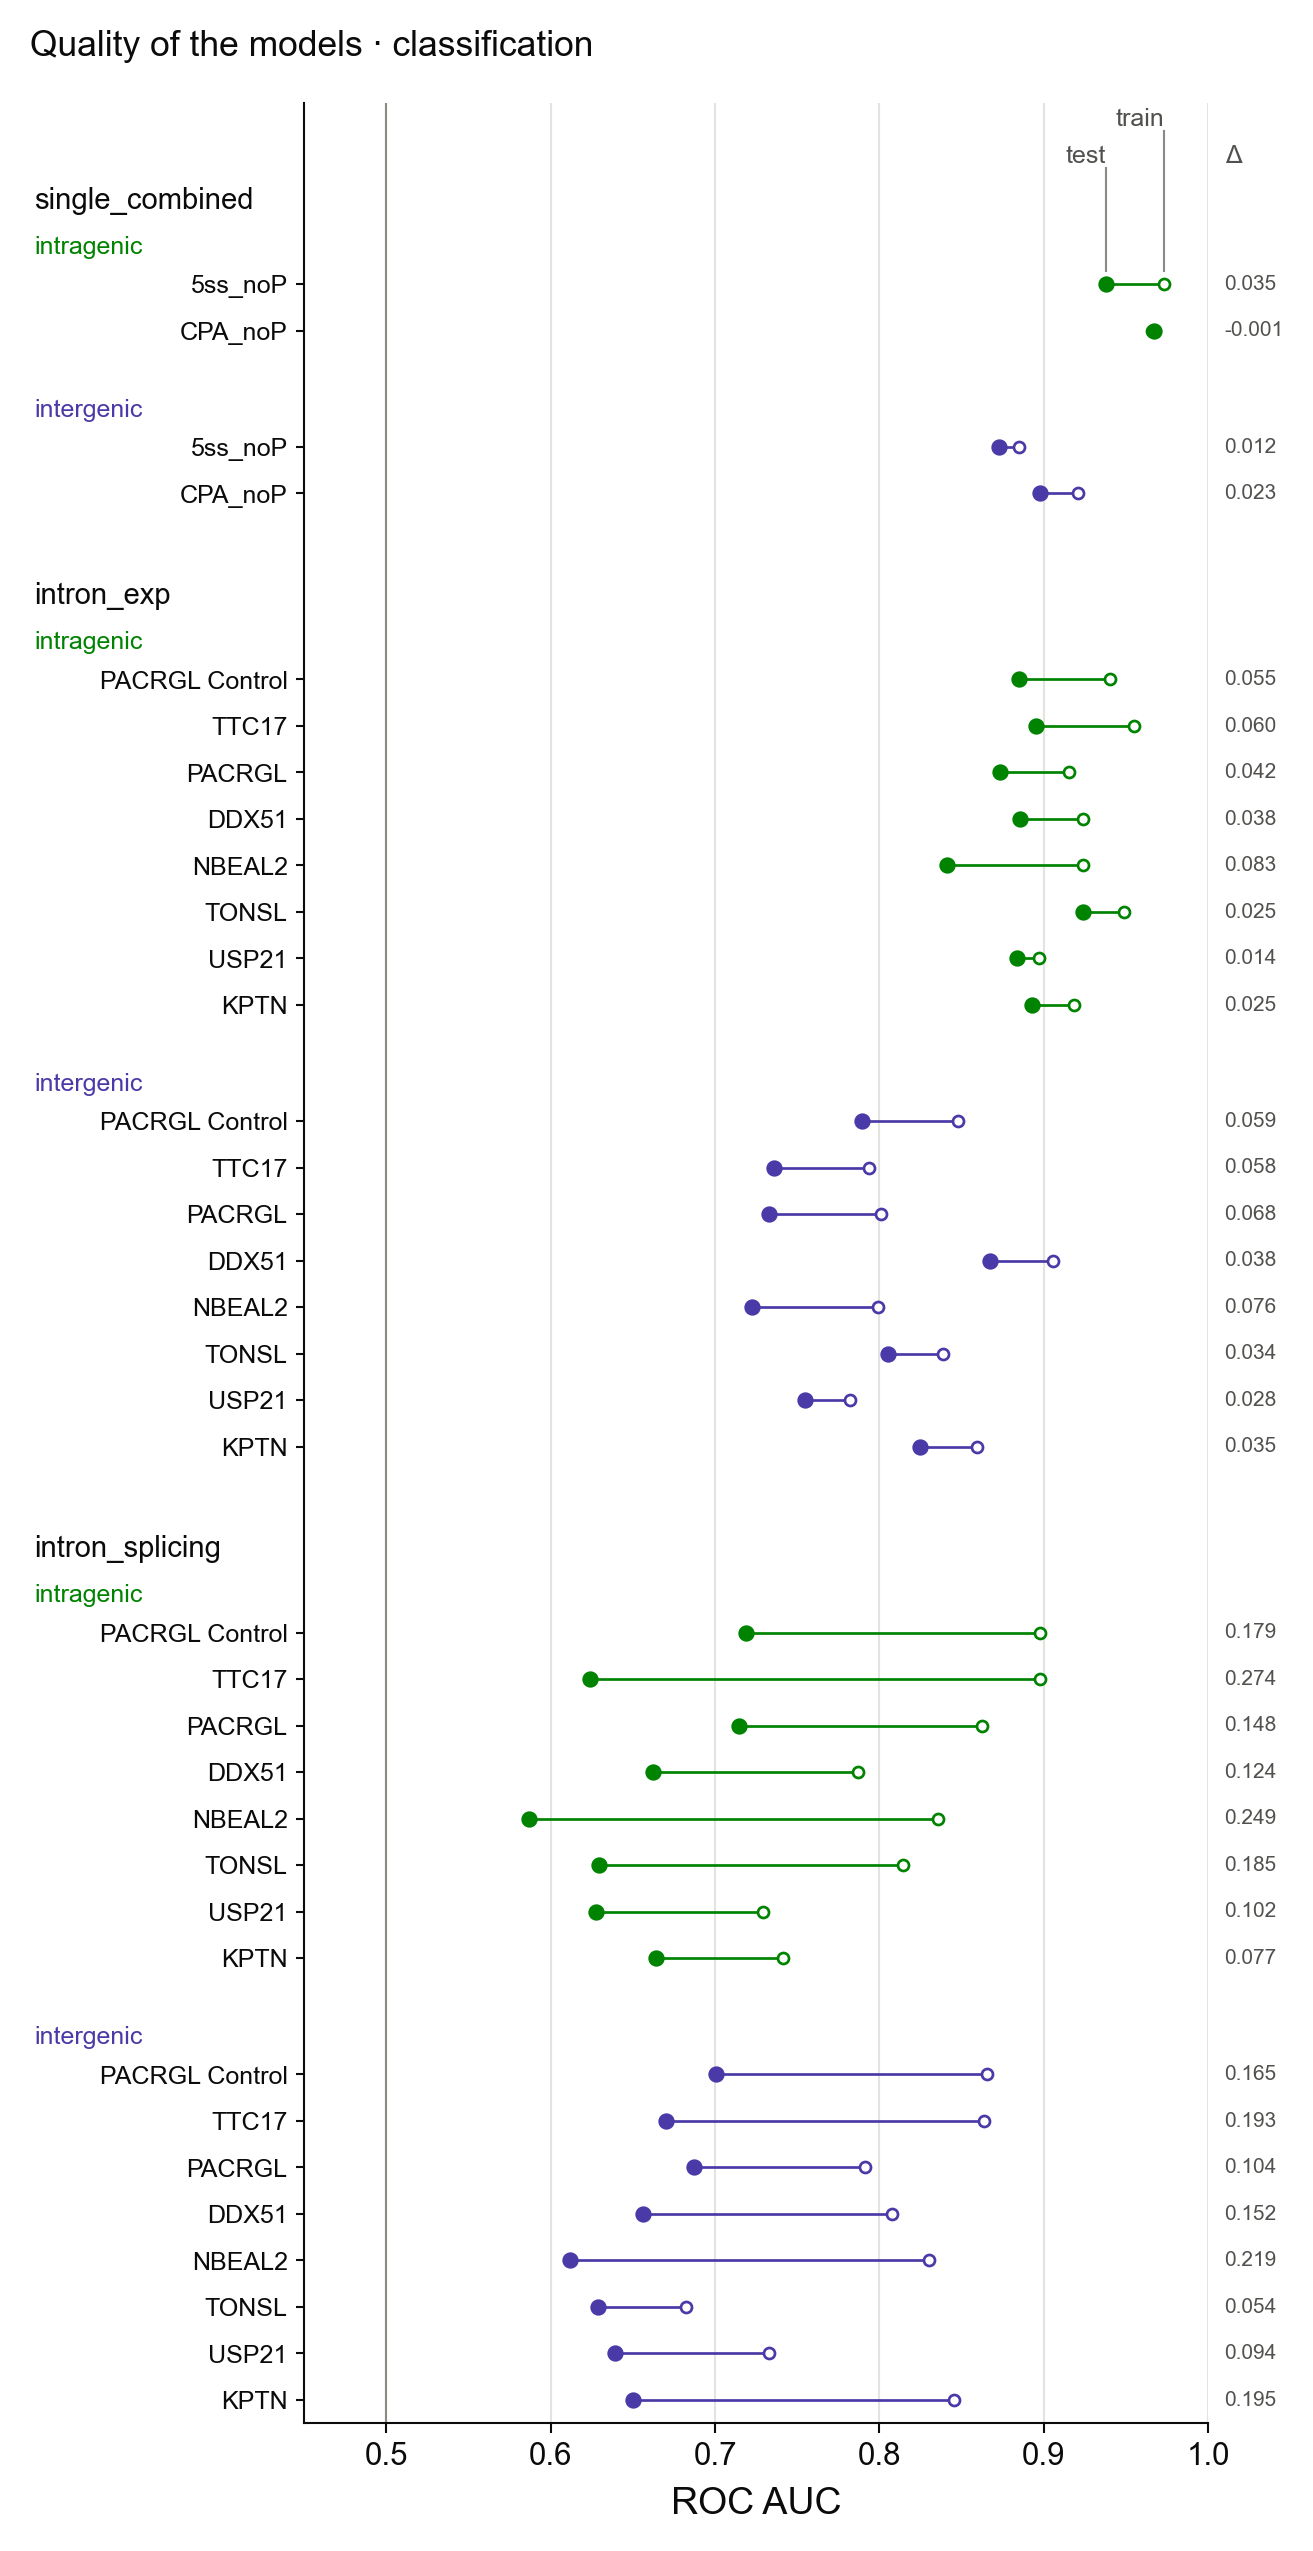 Quality of the models · classification
train
test Δ
single_combined
intragenic
5ss_noP 0.035
CPA_noP -0.001
intergenic
5ss_noP 0.012
CPA_noP 0.023
intron_exp
intragenic
PACRGL Control 0.055
TTC17 0.060
PACRGL 0.042
DDX51 0.038
NBEAL2 0.083
TONSL 0.025
USP21 0.014
KPTN 0.025
intergenic
PACRGL Control 0.059
TTC17 0.058
PACRGL 0.068
DDX51 0.038
NBEAL2 0.076
TONSL 0.034
USP21 0.028
KPTN 0.035
intron_splicing
intragenic
PACRGL Control 0.179
TTC17 0.274
PACRGL 0.148
DDX51 0.124
NBEAL2 0.249
TONSL 0.185
USP21 0.102
KPTN 0.077
intergenic
PACRGL Control 0.165
TTC17 0.193
PACRGL 0.104
DDX51 0.152
NBEAL2 0.219
TONSL 0.054
USP21 0.094
KPTN 0.195
0.5 0.6 0.7 0.8 0.9 1.0
ROC AUC